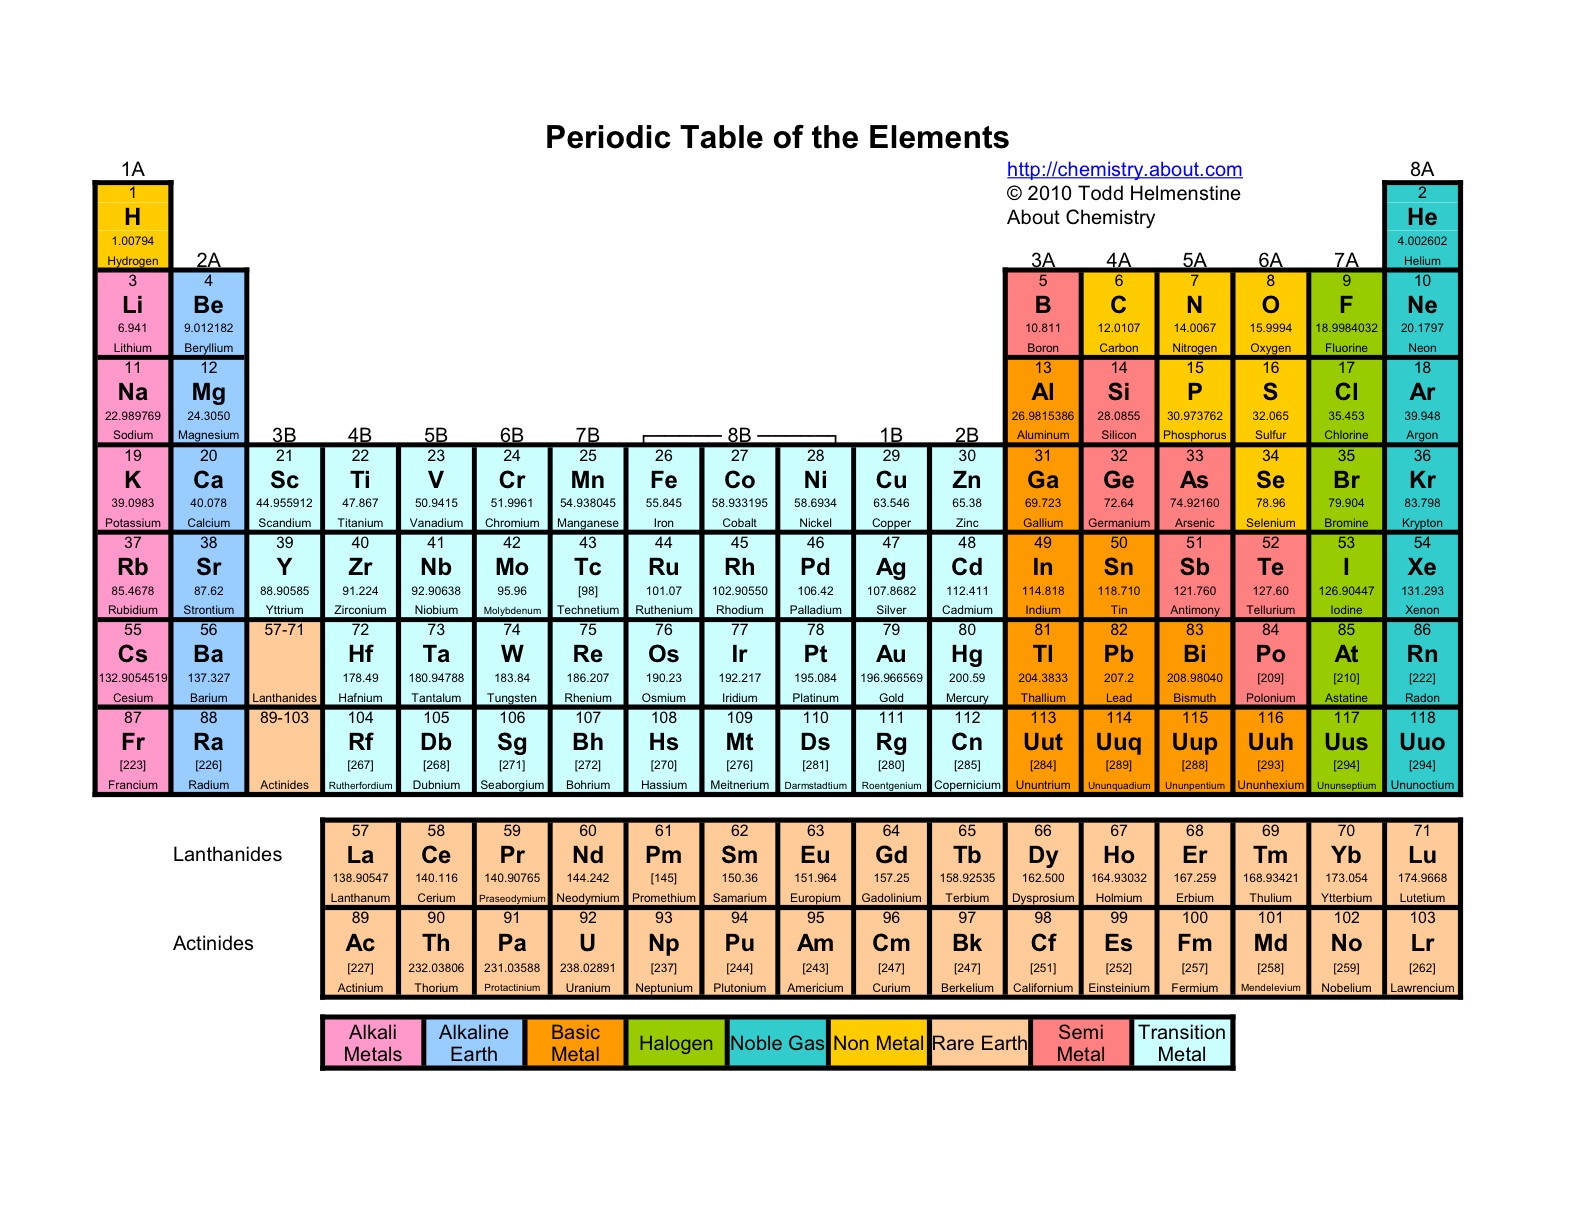 Periodic Table of the Elements
1A http://chemistry.about.com 8A
1 © 2010 Todd Helmenstine 2
H About Chemistry He
1.00794 4.002602
Hydrogen 2A 3A 4A 5A 6A 7A Helium
3 4 5 6 7 8 9 10
Li Be B C N O F Ne
6.941 9.012182 10.811 12.0107 14.0067 15.9994 18.9984032 20.1797
Lithium Beryllium Boron Carbon Nitrogen Oxygen Fluorine Neon
11 12 13 14 15 16 17 18
Na Mg Al Si P S Cl Ar
22.989769 24.3050 26.9815386 28.0855 30.973762 32.065 35.453 39.948
Sodium Magnesium 3B 4B 5B 6B 7B 8B 1B 2B Aluminum Silicon Phosphorus Sulfur Chlorine Argon
19 20 21 22 23 24 25 26 27 28 29 30 31 32 33 34 35 36
K Ca Sc Ti V Cr Mn Fe Co Ni Cu Zn Ga Ge As Se Br Kr
39.0983 40.078 44.955912 47.867 50.9415 51.9961 54.938045 55.845 58.933195 58.6934 63.546 65.38 69.723 72.64 74.92160 78.96 79.904 83.798
Potassium Calcium Scandium Titanium Vanadium Chromium Manganese Iron Cobalt Nickel Copper Zinc Gallium Germanium Arsenic Selenium Bromine Krypton
37 38 39 40 41 42 43 44 45 46 47 48 49 50 51 52 53 54
Rb Sr Y Zr Nb Mo Tc Ru Rh Pd Ag Cd In Sn Sb Te I Xe
85.4678 87.62 88.90585 91.224 92.90638 95.96 [98] 101.07 102.90550 106.42 107.8682 112.411 114.818 118.710 121.760 127.60 126.90447 131.293
Rubidium Strontium Yttrium Zirconium Niobium Molybdenum Technetium Ruthenium Rhodium Palladium Silver Cadmium Indium Tin Antimony Tellurium Iodine Xenon
55 56 57-71 72 73 74 75 76 77 78 79 80 81 82 83 84 85 86
Cs Ba Hf Ta W Re Os Ir Pt Au Hg Tl Pb Bi Po At Rn
132.9054519 137.327 178.49 180.94788 183.84 186.207 190.23 192.217 195.084 196.966569 200.59 204.3833 207.2 208.98040 [209] [210] [222]
Cesium Barium Lanthanides Hafnium Tantalum Tungsten Rhenium Osmium Iridium Platinum Gold Mercury Thallium Lead Bismuth Polonium Astatine Radon
87 88 89-103 104 105 106 107 108 109 110 111 112 113 114 115 116 117 118
Fr Ra Rf Db Sg Bh Hs Mt Ds Rg Cn Uut Uuq Uup Uuh Uus Uuo
[223] [226] [267] [268] [271] [272] [270] [276] [281] [280] [285] [284] [289] [288] [293] [294] [294]
Francium Radium Actinides Rutherfordium Dubnium Seaborgium Bohrium Hassium Meitnerium Darmstadtium Roentgenium Copernicium Ununtrium Ununquadium Ununpentium Ununhexium Ununseptium Ununoctium
57 58 59 60 61 62 63 64 65 66 67 68 69 70 71
Lanthanides La Ce Pr Nd Pm Sm Eu Gd Tb Dy Ho Er Tm Yb Lu
138.90547 140.116 140.90765 144.242 [145] 150.36 151.964 157.25 158.92535 162.500 164.93032 167.259 168.93421 173.054 174.9668
Lanthanum Cerium Praseodymium Neodymium Promethium Samarium Europium Gadolinium Terbium Dysprosium Holmium Erbium Thulium Ytterbium Lutetium
89 90 91 92 93 94 95 96 97 98 99 100 101 102 103
Actinides Ac Th Pa U Np Pu Am Cm Bk Cf Es Fm Md No Lr
[227] 232.03806 231.03588 238.02891 [237] [244] [243] [247] [247] [251] [252] [257] [258] [259] [262]
Actinium Thorium Protactinium Uranium Neptunium Plutonium Americium Curium Berkelium Californium Einsteinium Fermium Mendelevium Nobelium Lawrencium
Alkali Metals Alkaline Earth Basic Metal Halogen Noble Gas Non Metal Rare Earth Semi Metal Transition Metal